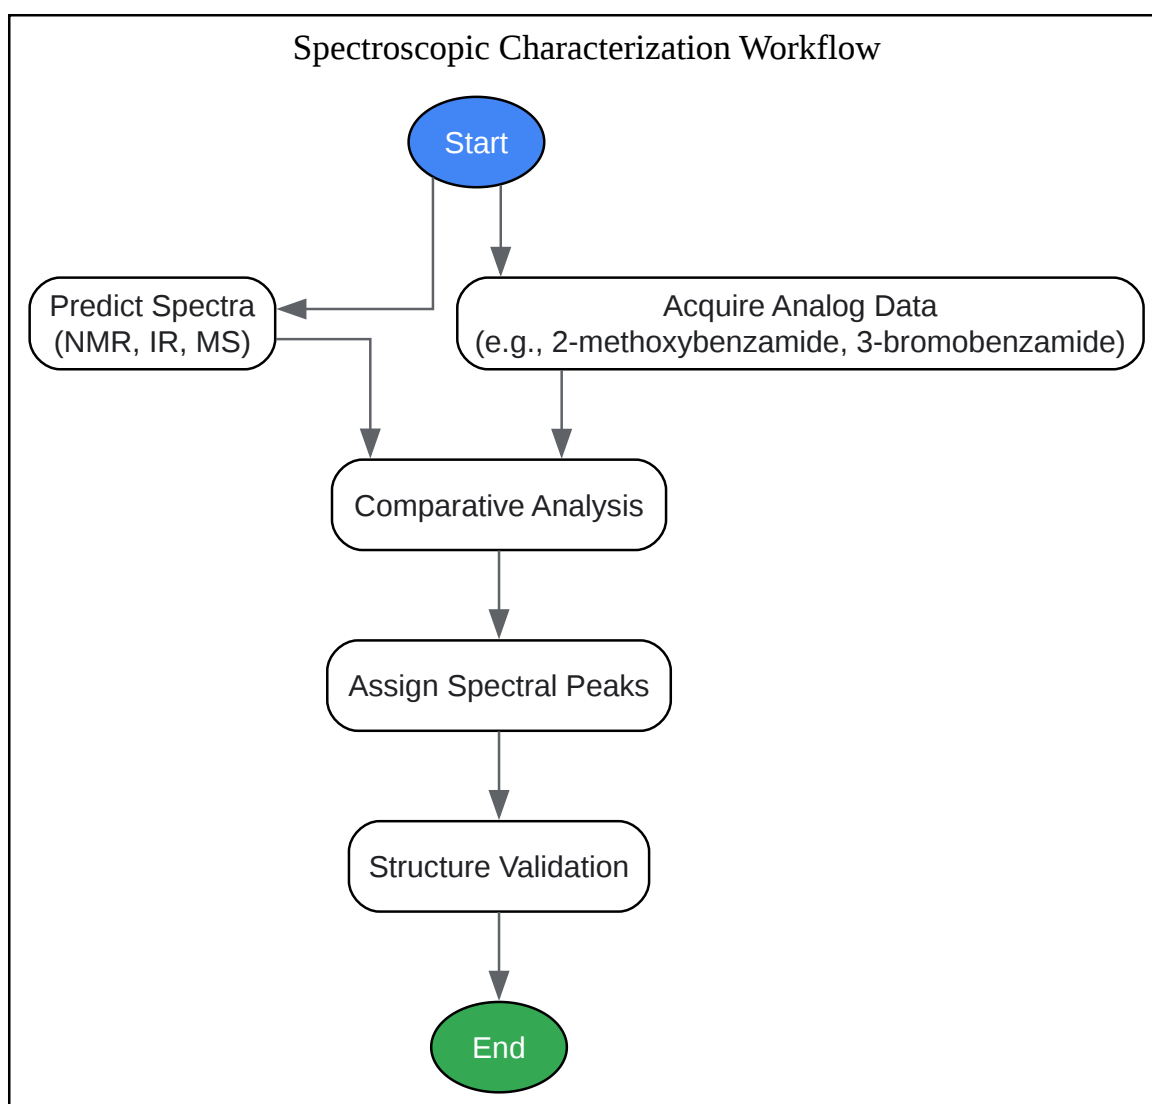 Spectroscopic Characterization Workflow
Start
Predict Spectra
(NMR, IR, MS)
Acquire Analog Data
(e.g., 2-methoxybenzamide, 3-bromobenzamide)
Comparative Analysis
Assign Spectral Peaks
Structure Validation
End